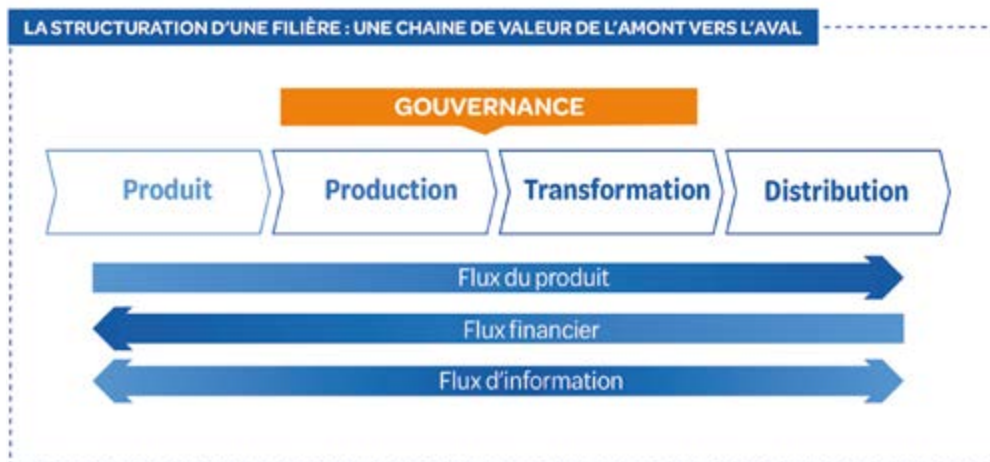 LA STRUCTURATION D'UNE FILIÈRE : UNE CHAINE DE VALEUR DE L'AMONT VERS L'AVAL
GOUVERNANCE
Produit Production Transformation Distribution
Flux du produit
Flux financier
Flux d'information